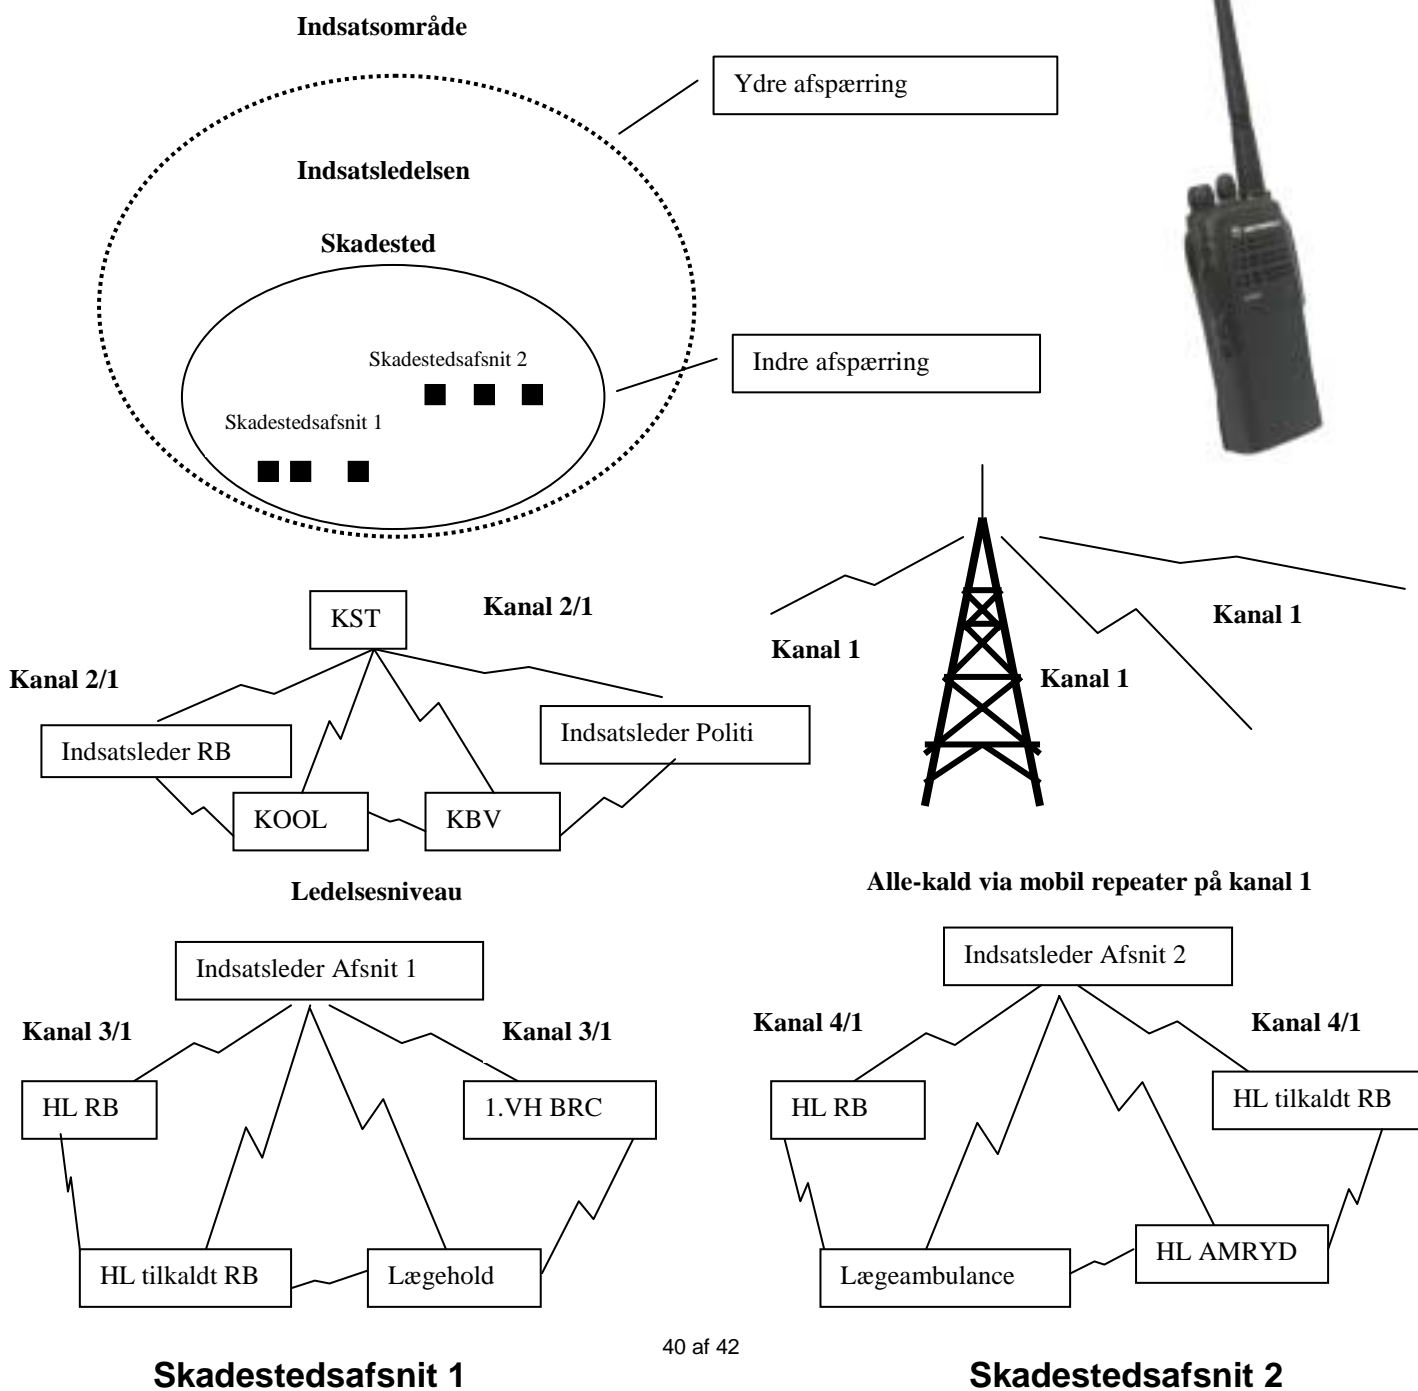 Indsatsområde
Ydre afspærring
Indsatsledelsen
Skadested
Skadestedsafsnit 2
Indre afspærring
Skadestedsafsnit 1
KST
Kanal 2/1
Kanal 2/1
Indsatsleder RB
Indsatsleder Politi
KOOL
KBV
Ledelsesniveau
Kanal 1
Kanal 1
Kanal 1
Alle-kald via mobil repeater på kanal 1
Indsatsleder Afsnit 1
Kanal 3/1
Kanal 3/1
HL RB
1.VH BRC
HL tilkaldt RB
Lægehold
Indsatsleder Afsnit 2
Kanal 4/1
Kanal 4/1
HL RB
HL tilkaldt RB
Lægeambulance
HL AMRYD
40 af 42
Skadestedsafsnit 1
Skadestedsafsnit 2